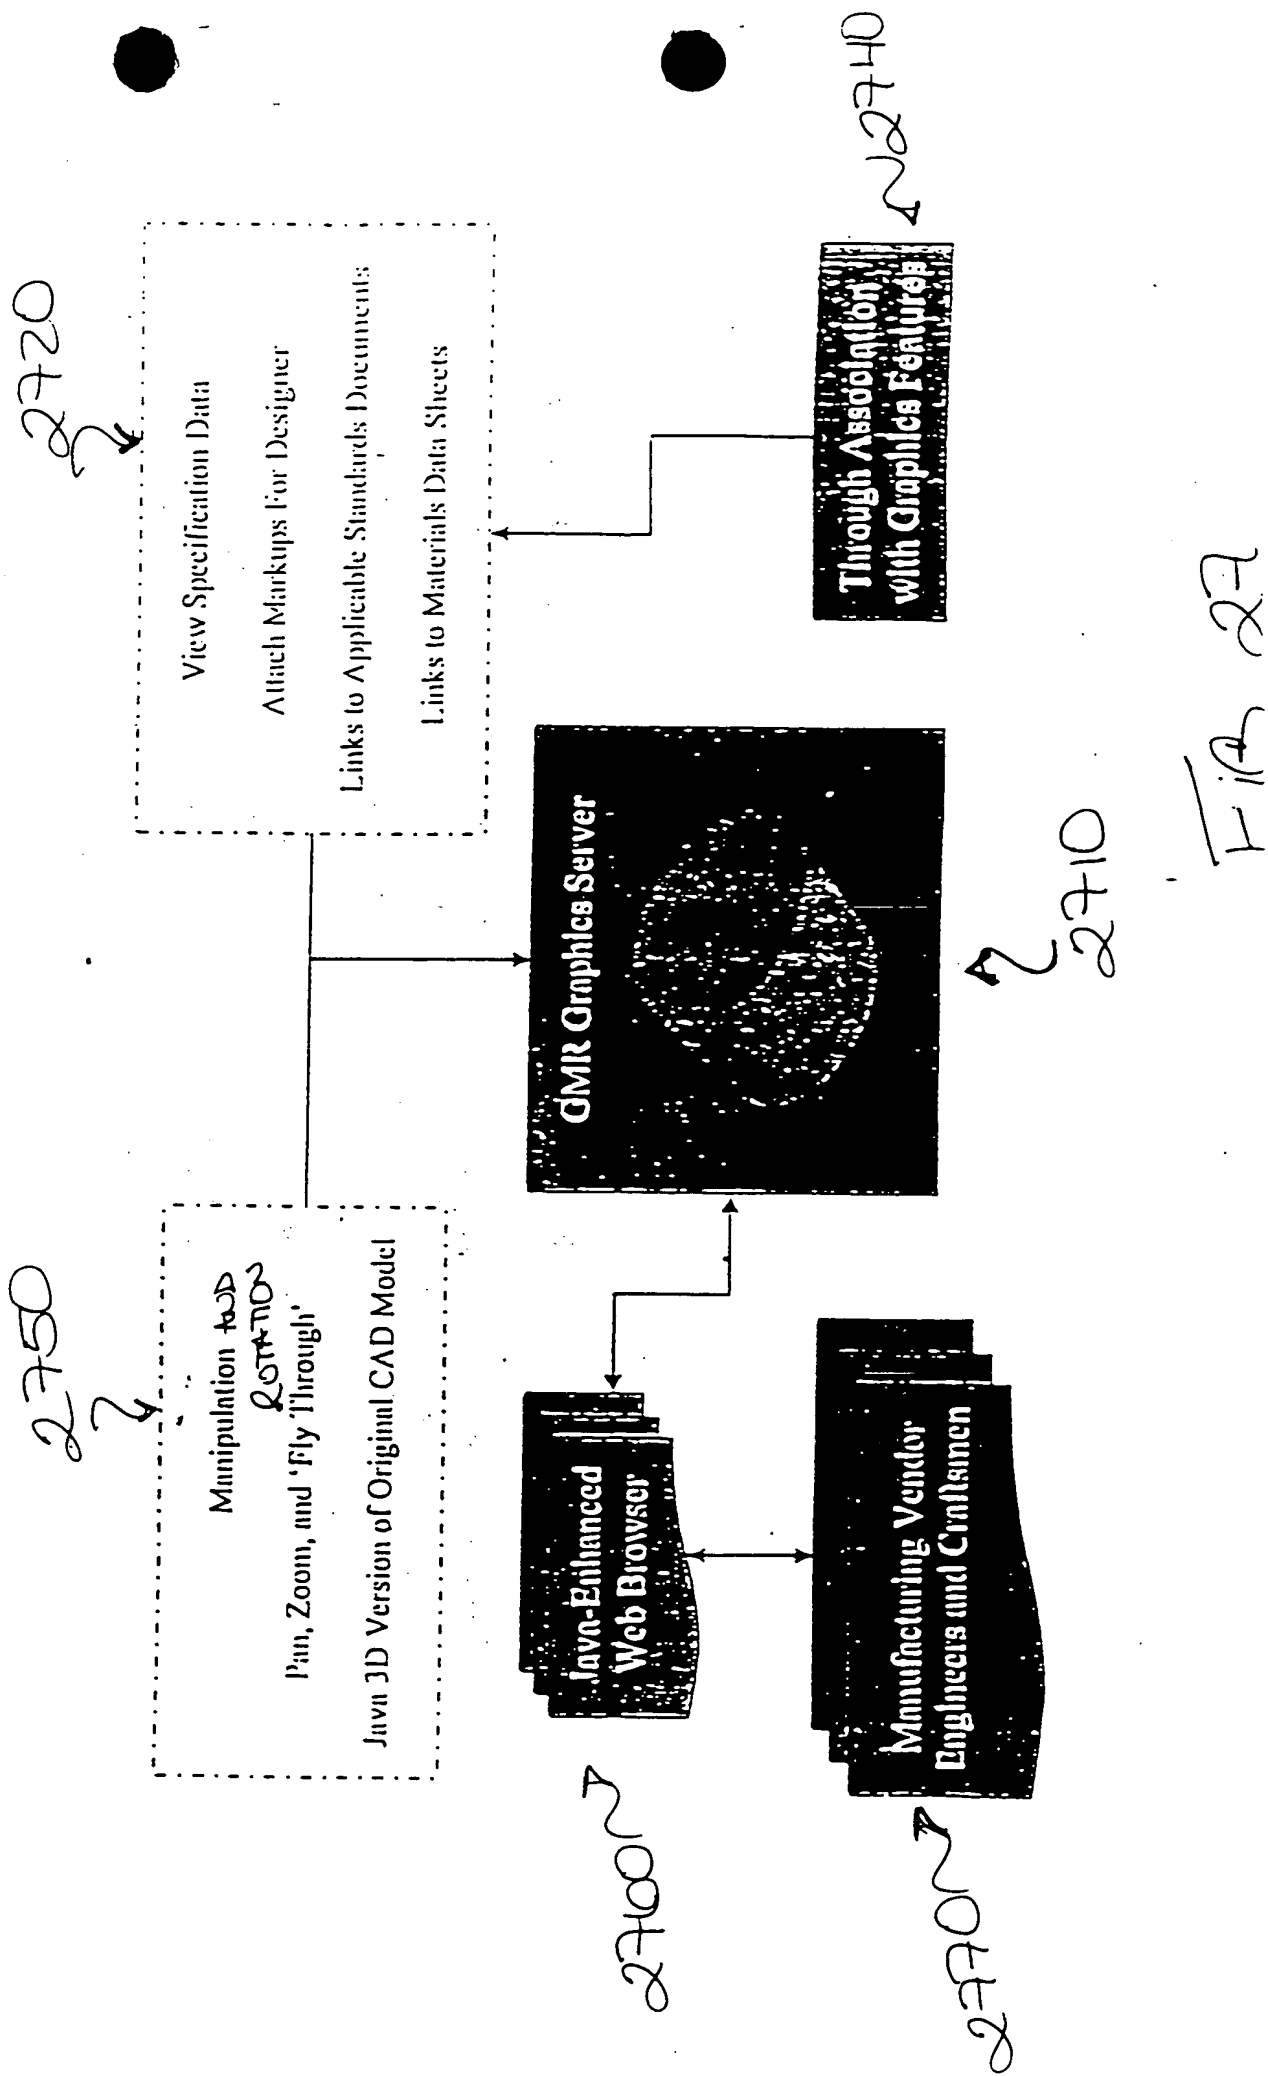 2750
Manipulation AND
ROTATION
Pan, Zoom, and 'Fly Through'
Java 3D Version of Original CAD Model
2720
View Specification Data
Attach Markups For Designer
Links to Applicable Standards Documents
Links to Materials Data Sheets
2760
Java-Enhanced
Web Browser
GMR Graphics Server
2710
2770
Manufacturing Vendor
Engineers and Craftsmen
Through Association
with Graphics Features
2740
FIG 27